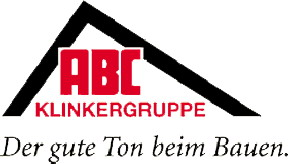 ABC
KLINKERGRUPPE
Der gute Ton beim Bauen.